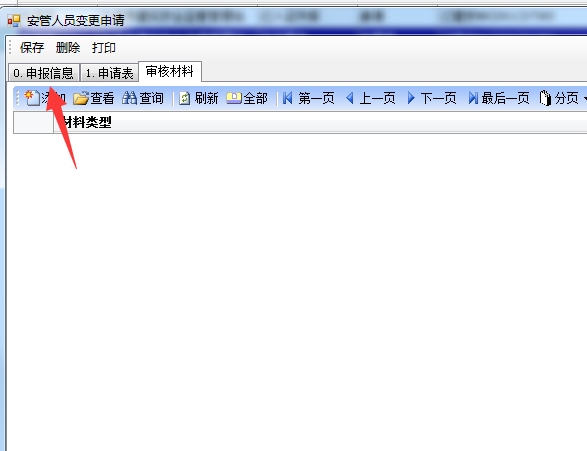 安管人员变更申请
保存 删除 打印
0. 申报信息 1. 申请表 审核材料
添加 查看 查询 刷新 全部 第一页 上一页 下一页 最后一页 分页
材料类型